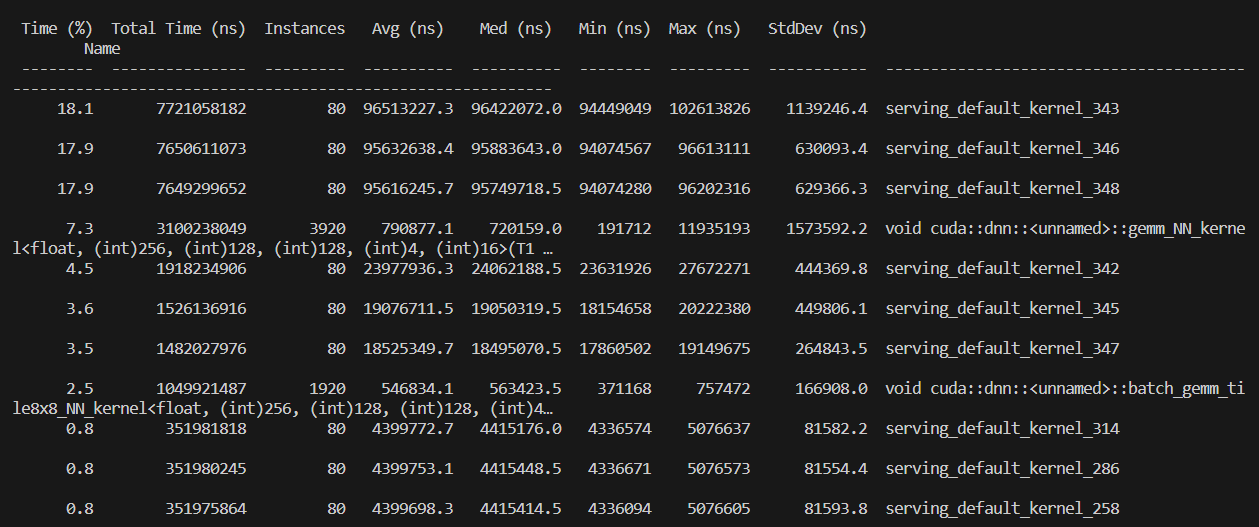 Time (%)  Total Time (ns)  Instances   Avg (ns)    Med (ns)   Min (ns)  Max (ns)   StdDev (ns)
Name
--------  ---------------  ---------  ----------  ----------  --------  ---------  -----------  ----------------------------------------
------------------------------------------------------------
18.1       7721058182         80  96513227.3  96422072.0  94449049  102613826    1139246.4  serving_default_kernel_343
17.9       7650611073         80  95632638.4  95883643.0  94074567   96613111     630093.4  serving_default_kernel_346
17.9       7649299652         80  95616245.7  95749718.5  94074280   96202316     629366.3  serving_default_kernel_348
7.3       3100238049       3920    790877.1    720159.0    191712   11935193    1573592.2  void cuda::dnn::<unnamed>::gemm_NN_kerne
l<float, (int)256, (int)128, (int)128, (int)4, (int)16>(T1 …
4.5       1918234906         80  23977936.3  24062188.5  23631926   27672271     444369.8  serving_default_kernel_342
3.6       1526136916         80  19076711.5  19050319.5  18154658   20222380     449806.1  serving_default_kernel_345
3.5       1482027976         80  18525349.7  18495070.5  17860502   19149675     264843.5  serving_default_kernel_347
2.5       1049921487       1920    546834.1    563423.5    371168     757472     166908.0  void cuda::dnn::<unnamed>::batch_gemm_ti
le8x8_NN_kernel<float, (int)256, (int)128, (int)128, (int)4…
0.8        351981818         80   4399772.7   4415176.0   4336574    5076637      81582.2  serving_default_kernel_314
0.8        351980245         80   4399753.1   4415448.5   4336671    5076573      81554.4  serving_default_kernel_286
0.8        351975864         80   4399698.3   4415414.5   4336094    5076605      81593.8  serving_default_kernel_258